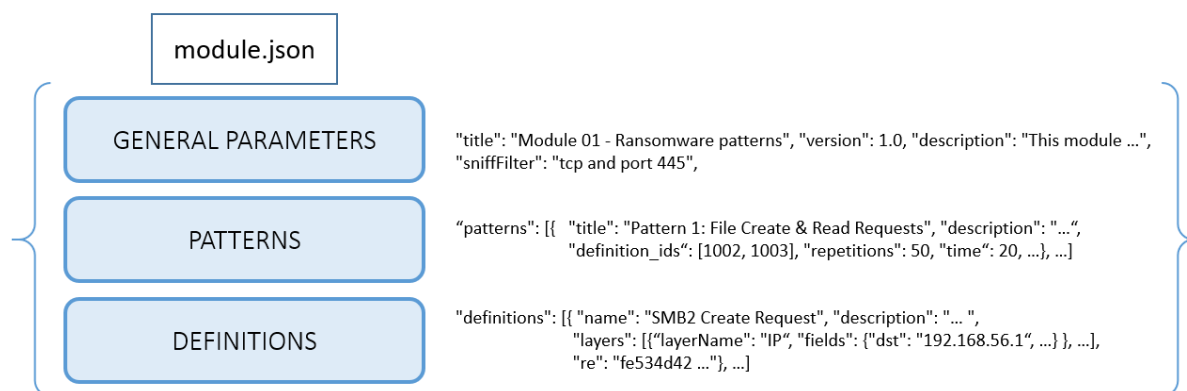 module.json
GENERAL PARAMETERS
"title": "Module 01 - Ransomware patterns", "version": 1.0, "description": "This module ...",
"sniffFilter": "tcp and port 445",
PATTERNS
“patterns": [{ "title": "Pattern 1: File Create & Read Requests", "description": "...“,
"definition_ids“: [1002, 1003], "repetitions": 50, "time“: 20, ...}, ...]
DEFINITIONS
"definitions": [{ "name": "SMB2 Create Request", "description": "... ",
"layers": [{“layerName": "IP“, "fields": {"dst": "192.168.56.1“, ...} }, ...],
"re": "fe534d42 ..."}, ...]